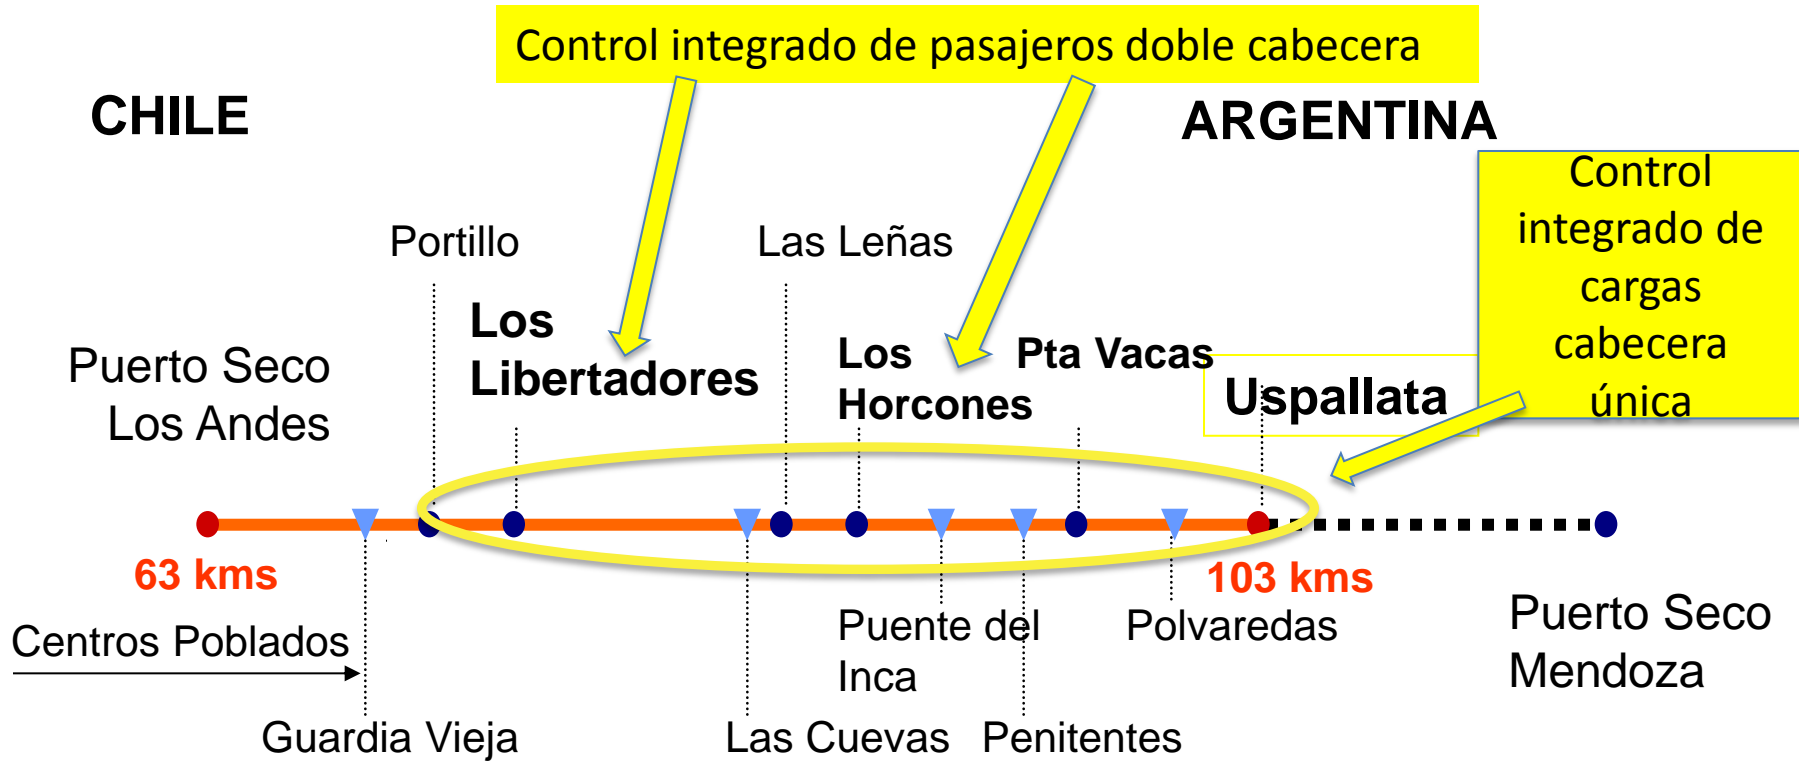 Control integrado de pasajeros doble cabecera
CHILE
ARGENTINA
Control
integrado de
cargas
cabecera
única
Portillo
Las Leñas
Los
Libertadores
Los
Horcones
Pta Vacas
Uspallata
Puerto Seco
Los Andes
63 kms
103 kms
Centros Poblados
Puente del
Inca
Polvaredas
Puerto Seco
Mendoza
Guardia Vieja
Las Cuevas
Penitentes